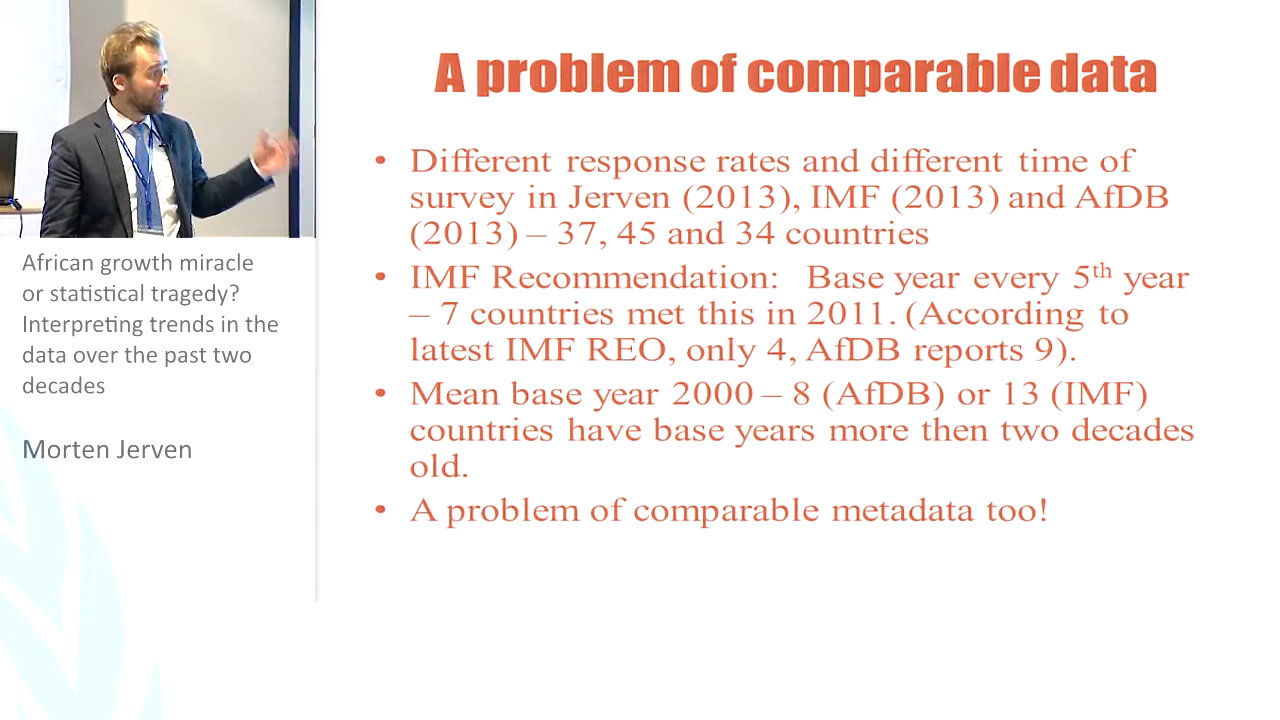 A problem of comparable data
• Different response rates and different time of
survey in Jerven (2013), IMF (2013) and AfDB
(2013) – 37, 45 and 34 countries
• IMF Recommendation: Base year every 5th year
– 7 countries met this in 2011. (According to
latest IMF REO, only 4, AfDB reports 9).
• Mean base year 2000 – 8 (AfDB) or 13 (IMF)
countries have base years more then two decades
old.
• A problem of comparable metadata too!
African growth miracle
or statistical tragedy?
Interpreting trends in the
data over the past two
decades
Morten Jerven